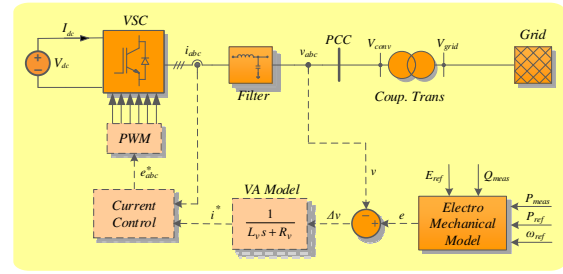 VSC
I_dc
V_dc
i_abc
Filter
v_abc
PCC
V_conv
V_grid
Coup. Trans
Grid
PWM
e*_abc
Current
Control
i*
VA Model
1
L_v s + R_v
Δv
v
e
E_ref
Q_meas
Electro
Mechanical
Model
P_meas
P_ref
ω_ref